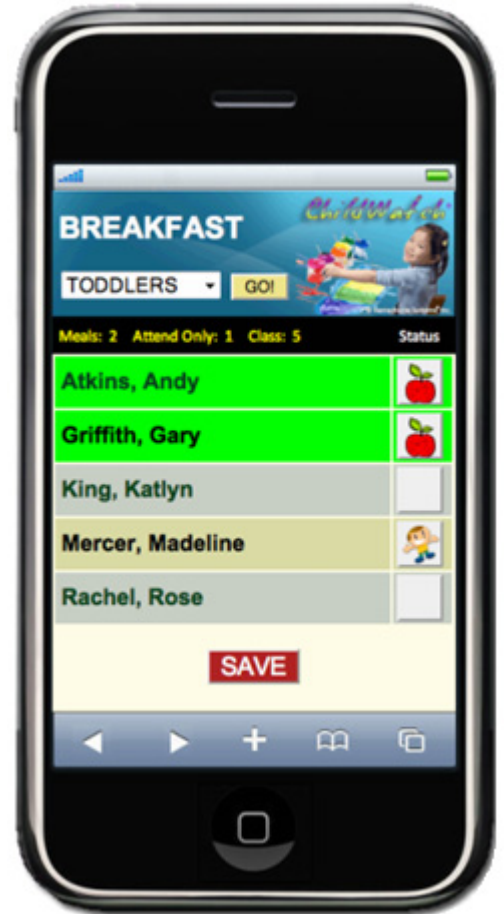 BREAKFAST
ChildWatch
TODDLERS GO!
Meals: 2 Attend Only: 1 Class: 5 Status
Atkins, Andy
Griffith, Gary
King, Katlyn
Mercer, Madeline
Rachel, Rose
SAVE